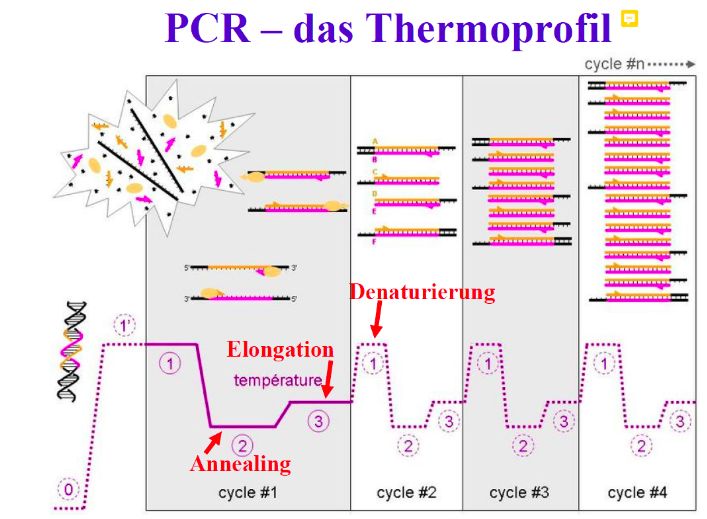 PCR – das Thermoprofil
cycle #n
A
B
C
D
E
F
5' 3'
3' 5'
Denaturierung
1'
1
Elongation
température
1
1
1
3
3
3
3
2
2
2
2
Annealing
0
cycle #1
cycle #2
cycle #3
cycle #4